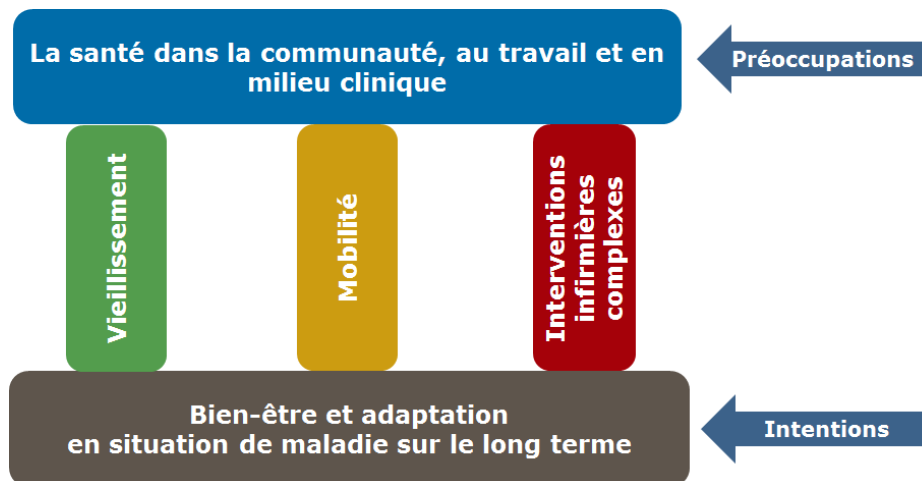 La santé dans la communauté, au travail et en
milieu clinique
Préoccupations
Vieillissement
Mobilité
Interventions
infirmières
complexes
Bien-être et adaptation
en situation de maladie sur le long terme
Intentions